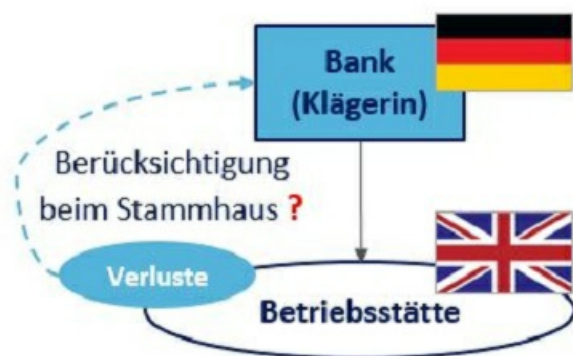 Bank
(Klägerin)
Berücksichtigung
beim Stammhaus ?
Verluste
Betriebsstätte